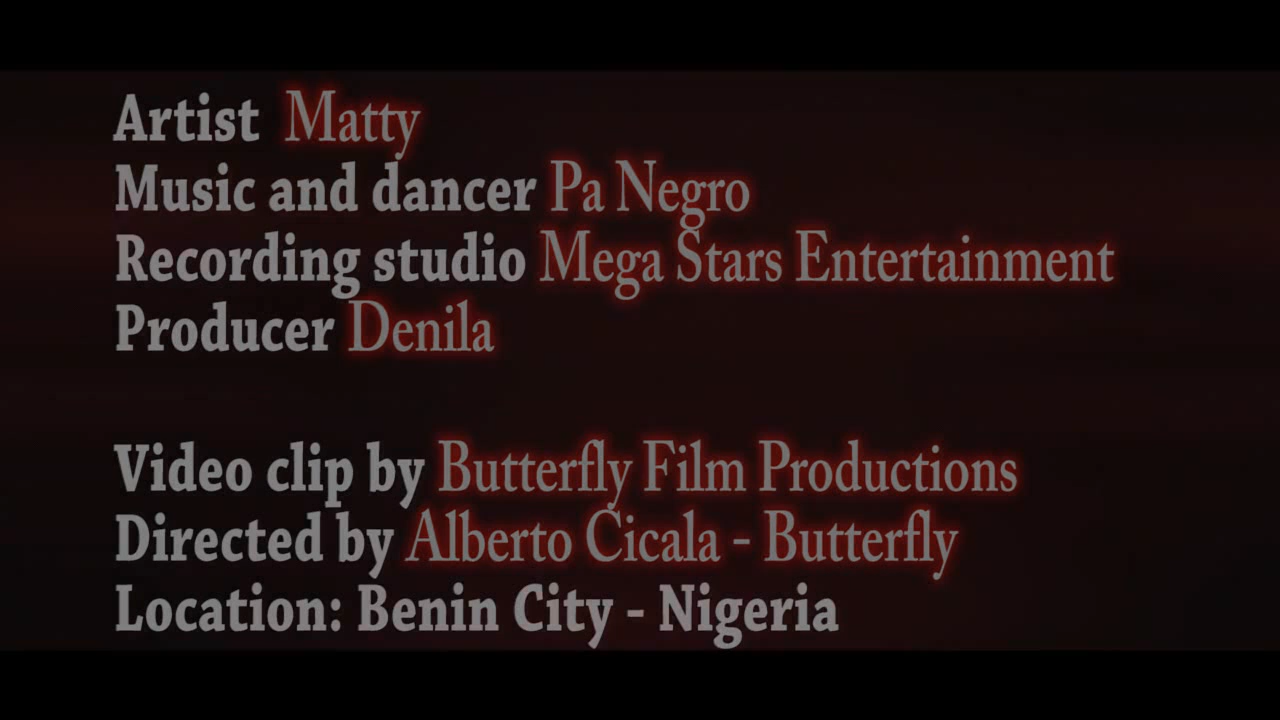 Artist Matty
Music and dancer Pa Negro
Recording studio Mega Stars Entertainment
Producer Denila
Video clip by Butterfly Film Productions
Directed by Alberto Cicala - Butterfly
Location: Benin City - Nigeria